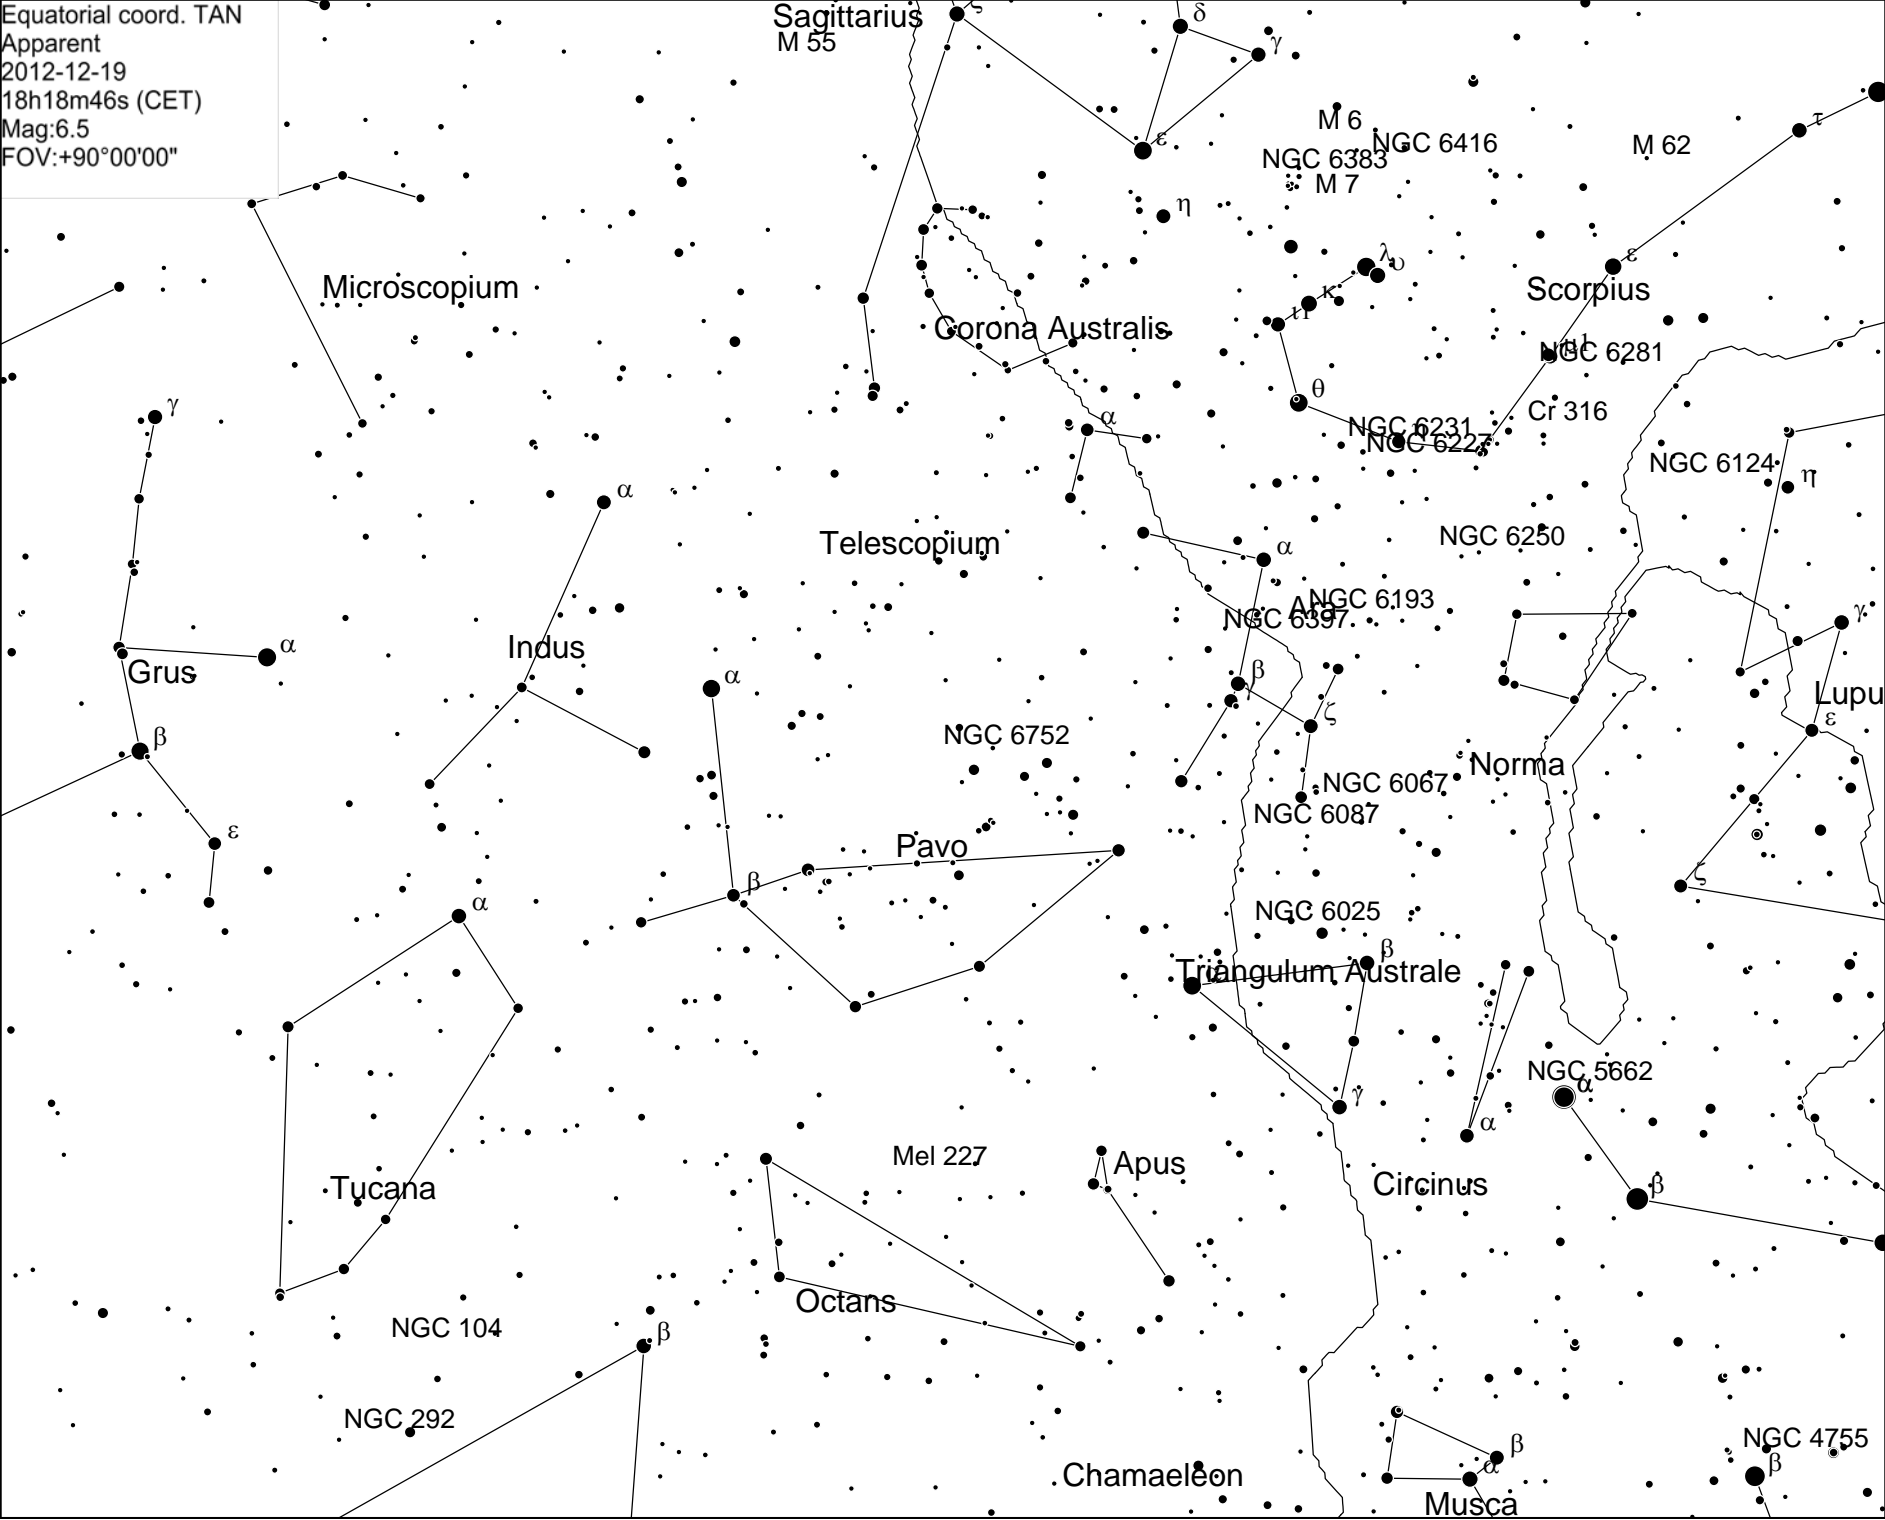 Equatorial coord. TAN
Apparent
2012-12-19
18h18m46s (CET)
Mag:6.5
FOV:+90°00'00"
Sagittarius
ζ
M 55
δ
γ
ε
M 6
NGC 6416
NGC 6383
M 7
M 62
τ
η
Microscopium
λ
υ
κ
ε
Scorpius
ι1
Corona Australis
μ1
NGC 6281
θ
γ
α
Cr 316
NGC 6231
η
NGC 6227
NGC 6124
η
α
Telescopium
α
NGC 6250
Ara
NGC 6193
NGC 6397
γ
Indus
α
Grus
β
γ
α
Lupu
ζ
ε
β
NGC 6752
Norma
NGC 6067
NGC 6087
ε
Pavo
β
ζ
α
NGC 6025
β
Triangulum Australe
α
NGC 5662
α
γ
α
Mel 227
Apus
Tucana
Circinus
β
Octans
NGC 104
β
NGC 292
Chamaeleon
β
α
Musca
NGC 4755
β